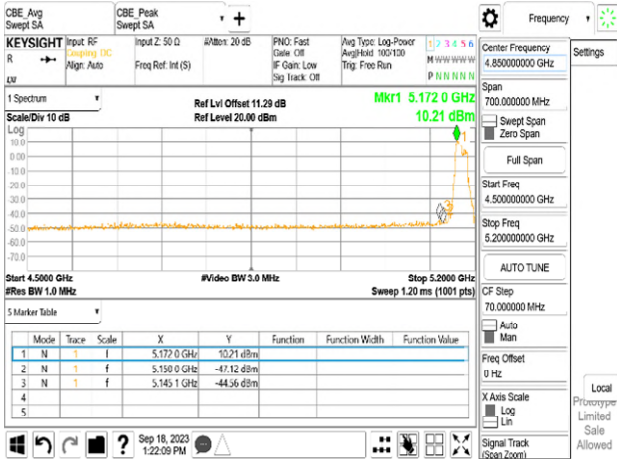 CBE_Avg
Swept SA
CBE_Peak
Swept SA
+
Frequency
KEYSIGHT
R
Input: RF
Coupling: DC
Align: Auto
Input Z: 50 Ω
Freq Ref: Int (S)
#Atten: 20 dB
PNO: Fast
Gate: Off
IF Gain: Low
Sig Track: Off
Avg Type: Log-Power
Avg|Hold: 100/100
Trig: Free Run
1 2 3 4 5 6
M W W W W W
P N N N N N
1 Spectrum
Scale/Div 10 dB
Ref Lvl Offset 11.29 dB
Ref Level 20.00 dBm
Mkr1 5.172 0 GHz
10.21 dBm
Log
10.0
0.00
-10.0
-20.0
-30.0
-40.0
-50.0
-60.0
-70.0
1
Start 4.5000 GHz
#Res BW 1.0 MHz
#Video BW 3.0 MHz
Stop 5.2000 GHz
Sweep 1.20 ms (1001 pts)
5 Marker Table
Mode Trace Scale X Y Function Function Width Function Value
1 N 1 f 5.172 0 GHz 10.21 dBm
2 N 1 f 5.150 0 GHz -47.12 dBm
3 N 1 f 5.145 1 GHz -44.56 dBm
4
5
?
Sep 18, 2023
1:22:09 PM
Center Frequency
4.850000000 GHz
Span
700.000000 MHz
Swept Span
Zero Span
Full Span
Start Freq
4.500000000 GHz
Stop Freq
5.200000000 GHz
AUTO TUNE
CF Step
70.000000 MHz
Auto
Man
Freq Offset
0 Hz
X Axis Scale
Log
Lin
Signal Track
(Span Zoom)
Settings
Local
Prototype
Limited
Sale
Allowed